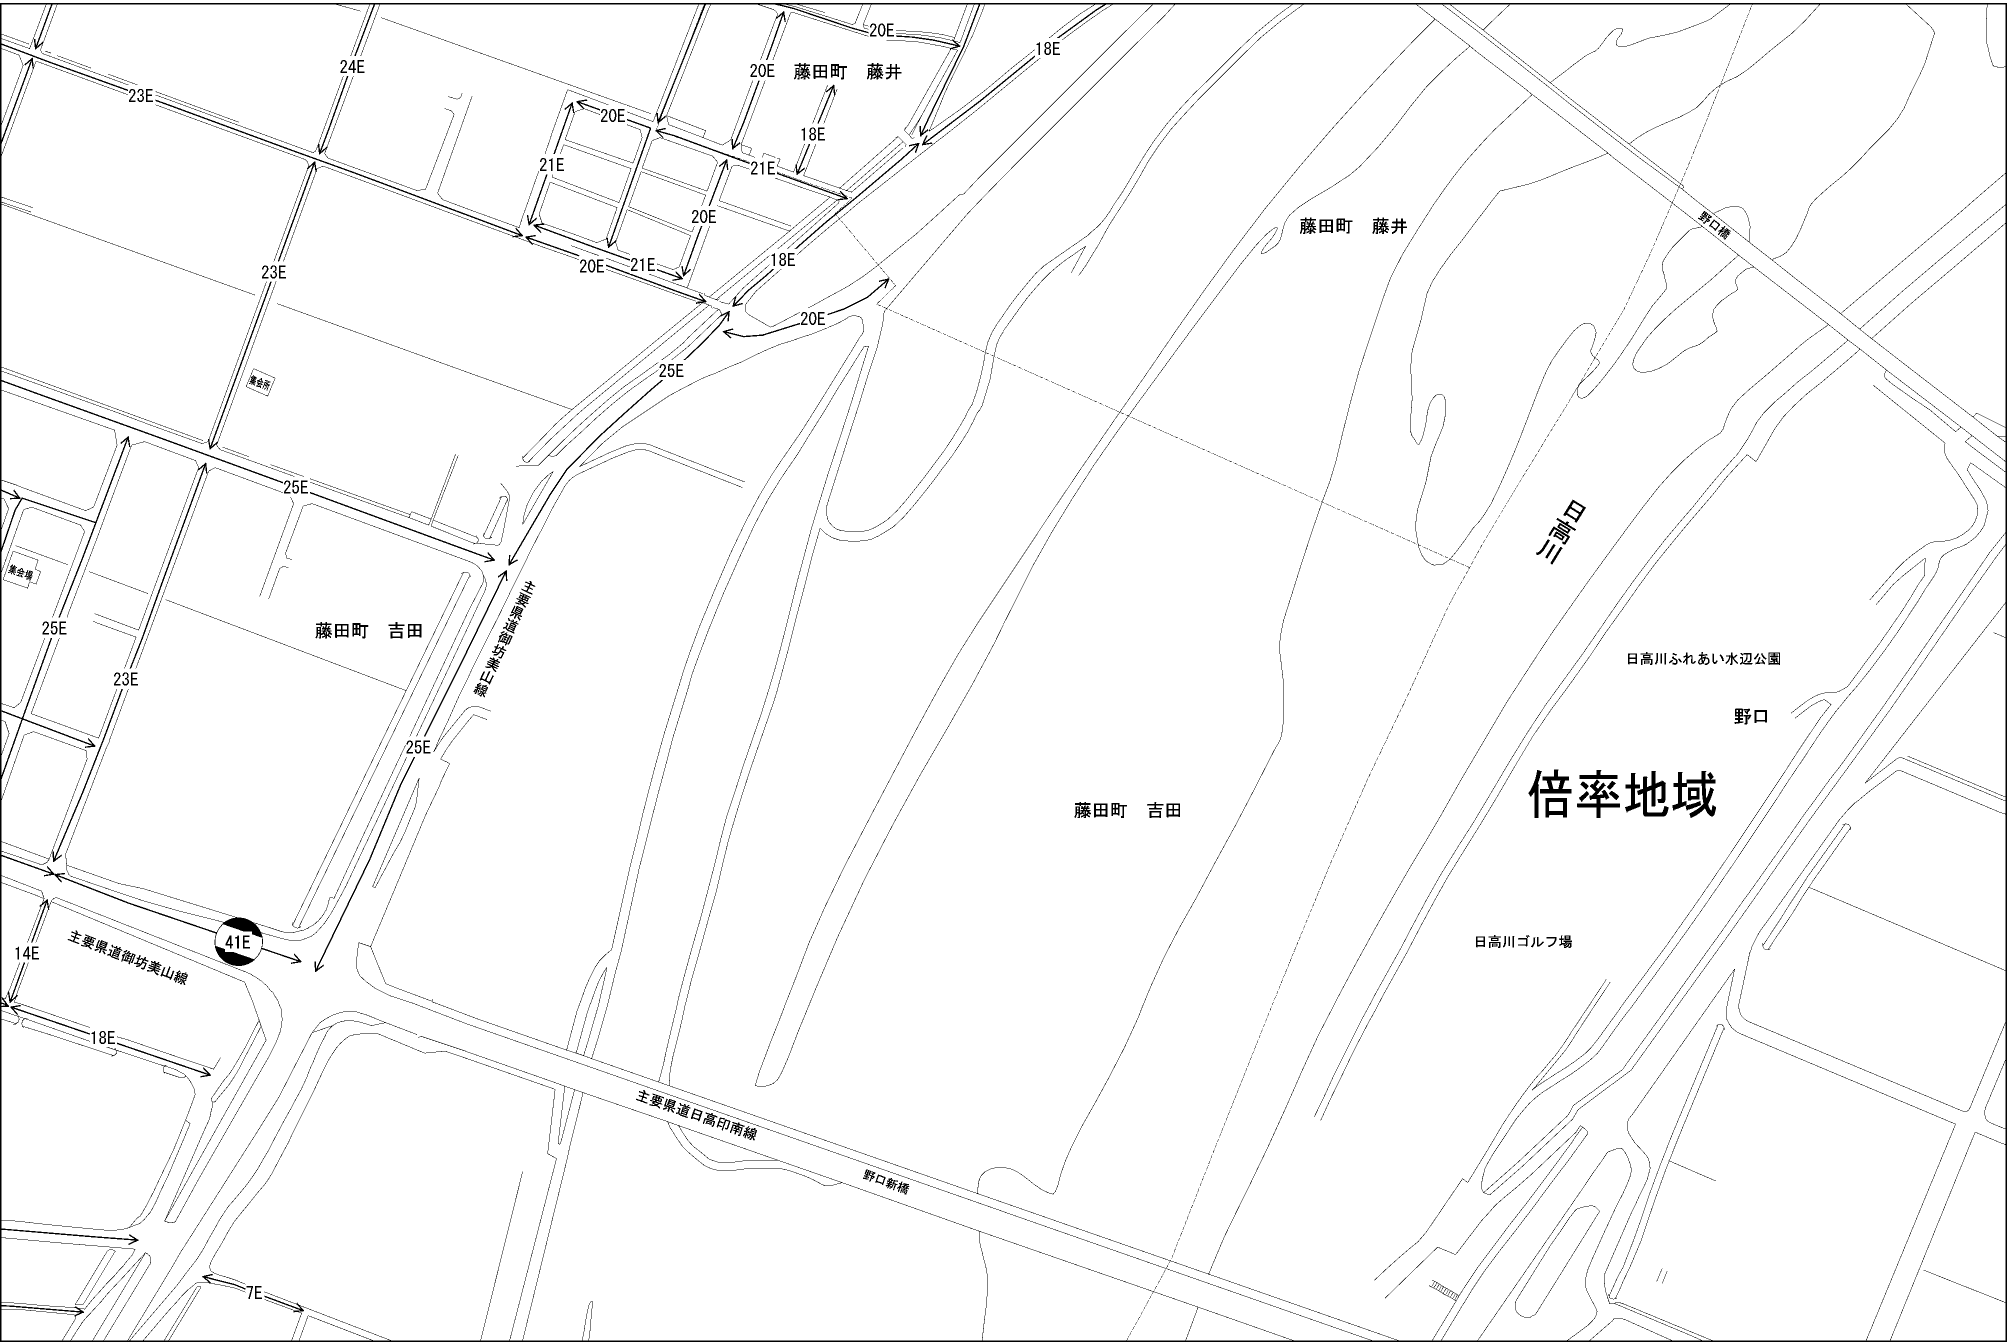 20E
18E
24E
20E
藤田町　藤井
23E
20E
18E
21E
21E
20E
藤田町　藤井
野口橋
18E
21E
20E
23E
20E
25E
集会所
25E
日高川
集会場
主要県道御坊美山線
25E
藤田町　吉田
日高川ふれあい水辺公園
23E
野口
25E
倍率地域
藤田町　吉田
41E
日高川ゴルフ場
主要県道御坊美山線
14E
18E
主要県道日高印南線
野口新橋
7E